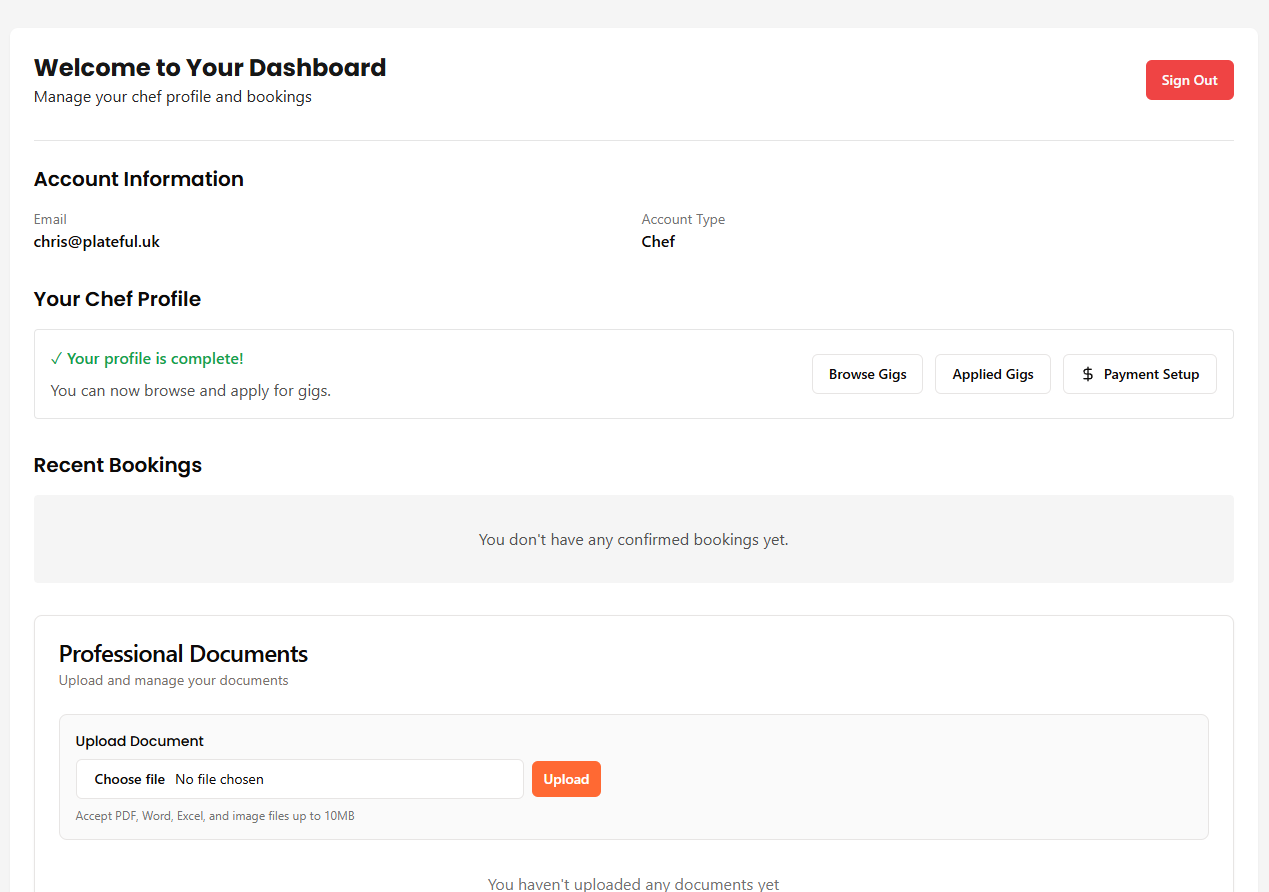 Welcome to Your Dashboard
Manage your chef profile and bookings
Sign Out
Account Information
Email
Account Type
chris@plateful.uk
Chef
Your Chef Profile
✓ Your profile is complete!
You can now browse and apply for gigs.
Browse Gigs
Applied Gigs
$ Payment Setup
Recent Bookings
You don't have any confirmed bookings yet.
Professional Documents
Upload and manage your documents
Upload Document
Choose file No file chosen
Upload
Accept PDF, Word, Excel, and image files up to 10MB
You haven't uploaded any documents yet